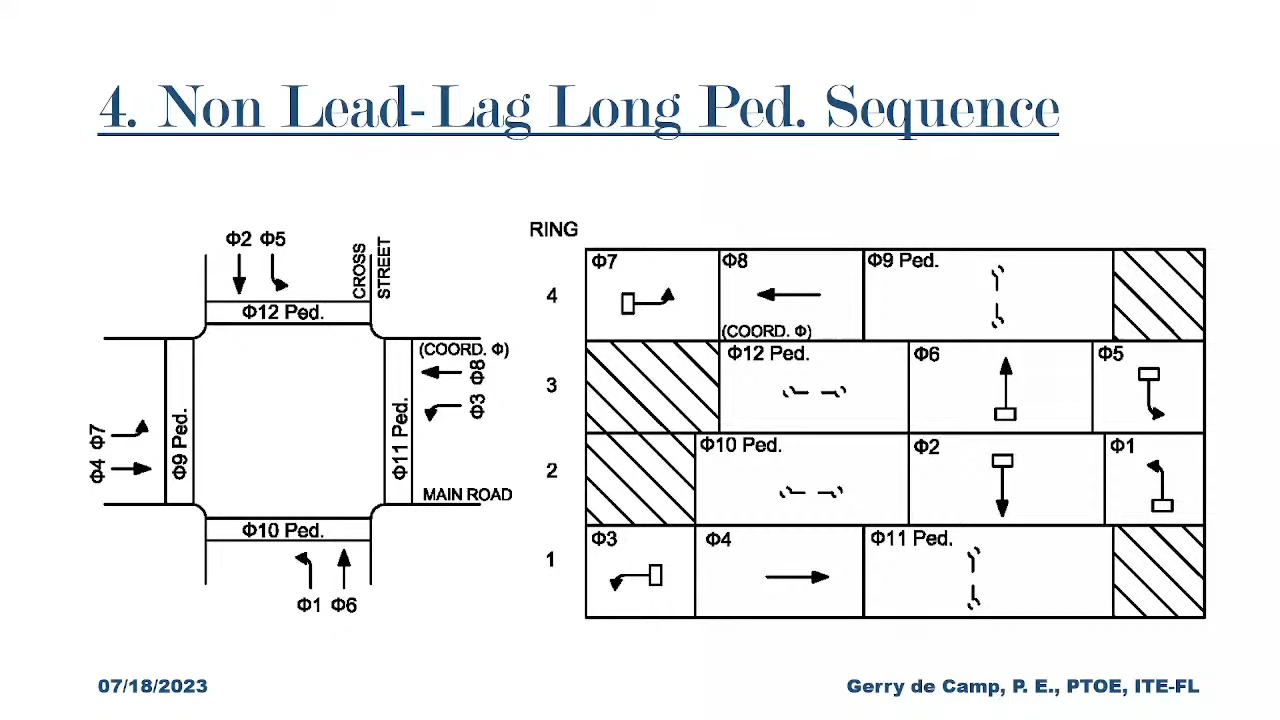 4. Non Lead-Lag Long Ped. Sequence
Φ2 Φ5
CROSS
STREET
Φ12 Ped.
(COORD. Φ)
Φ8
Φ3
Φ7
Φ4
Φ9 Ped.
Φ11 Ped.
MAIN ROAD
Φ10 Ped.
Φ1 Φ6
RING
4
Φ7
Φ8
(COORD. Φ)
Φ9 Ped.
3
Φ12 Ped.
Φ6
Φ5
2
Φ10 Ped.
Φ2
Φ1
1
Φ3
Φ4
Φ11 Ped.
07/18/2023
Gerry de Camp, P. E., PTOE, ITE-FL